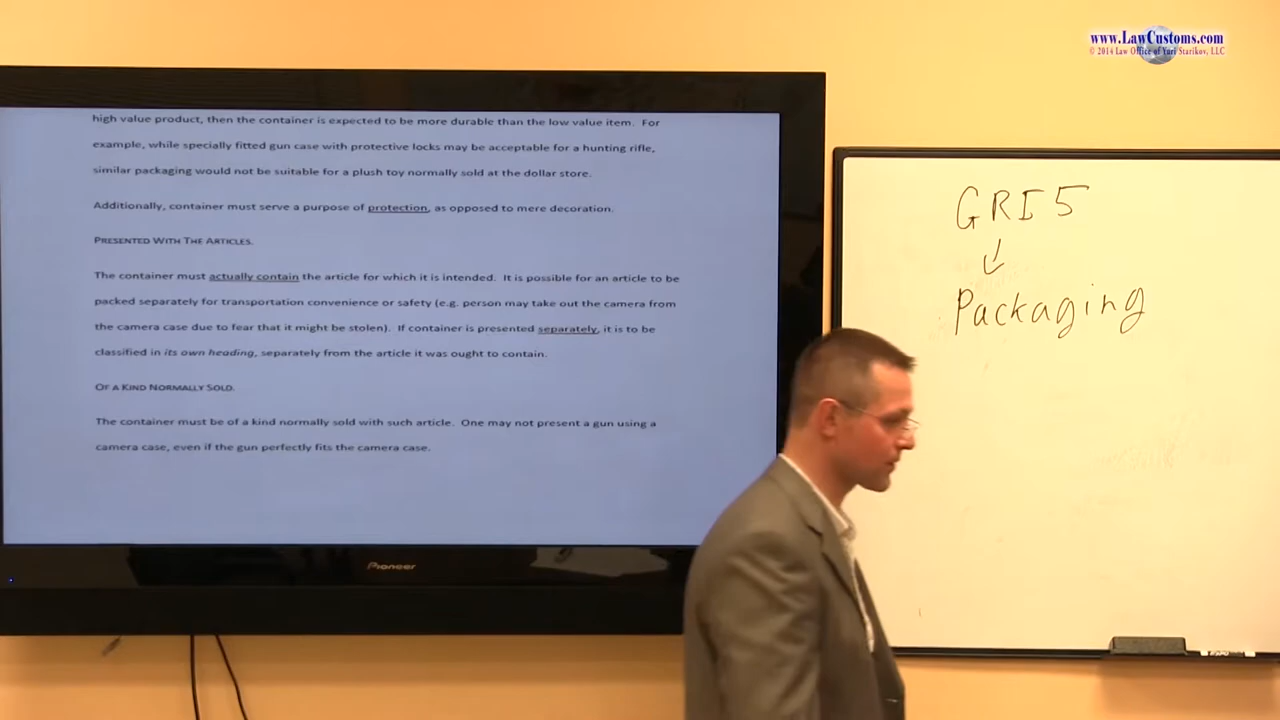 www.LawCustoms.com
© 2014 Law Office of Yuri Starikov, LLC
high value product, then the container is expected to be more durable than the low value item. For
example, while specially fitted gun case with protective locks may be acceptable for a hunting rifle,
similar packaging would not be suitable for a plush toy normally sold at the dollar store.
Additionally, container must serve a purpose of protection, as opposed to mere decoration.
PRESENTED WITH THE ARTICLES.
The container must actually contain the article for which it is intended. It is possible for an article to be
packed separately for transportation convenience or safety (e.g. person may take out the camera from
the camera case due to fear that it might be stolen). If container is presented separately, it is to be
classified in its own heading, separately from the article it was ought to contain.
OF A KIND NORMALLY SOLD.
The container must be of a kind normally sold with such article. One may not present a gun using a
camera case, even if the gun perfectly fits the camera case.
Pioneer
GRI 5
Packaging